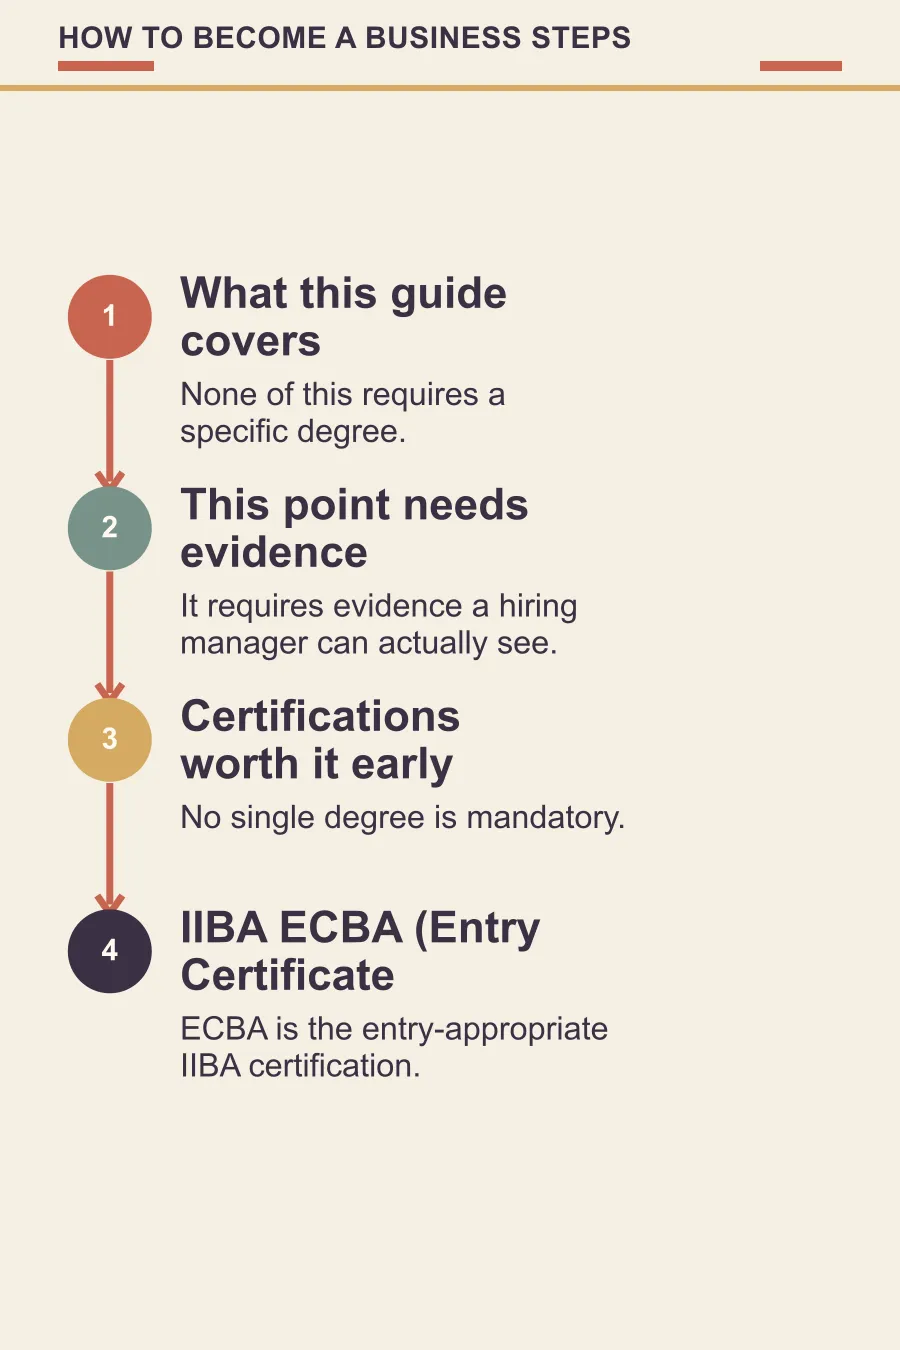 HOW TO BECOME A BUSINESS STEPS
1
What this guide
covers
None of this requires a
specific degree.
2
This point needs
evidence
It requires evidence a hiring
manager can actually see.
3
Certifications
worth it early
No single degree is mandatory.
4
IIBA ECBA (Entry
Certificate
ECBA is the entry-appropriate
IIBA certification.